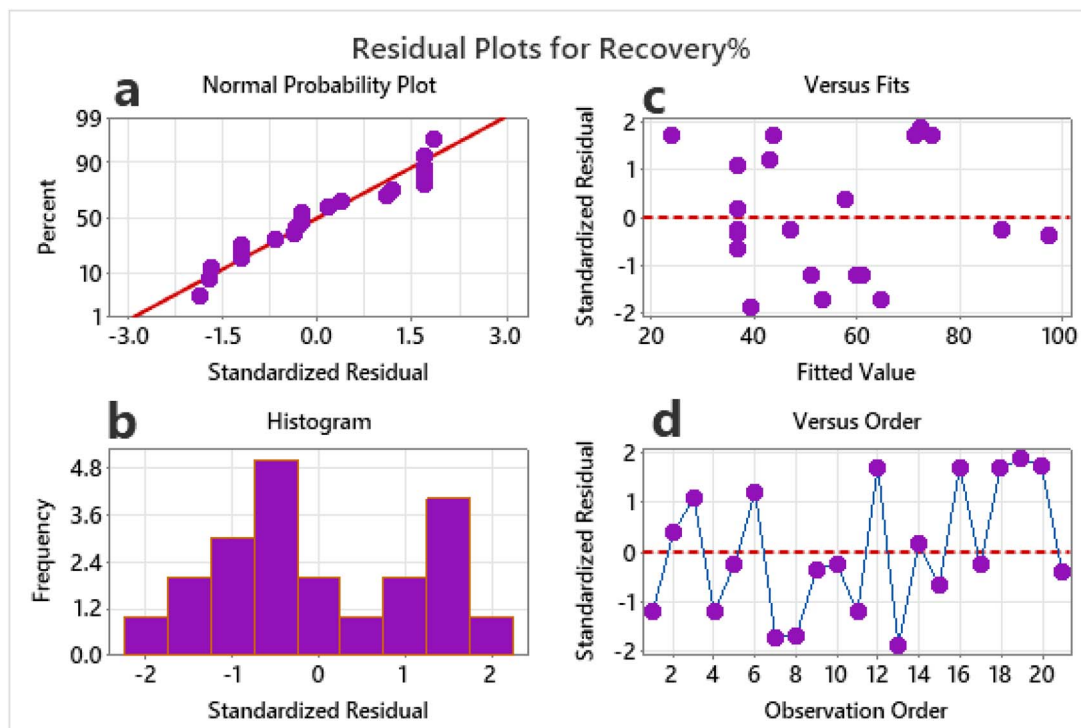 Residual Plots for Recovery%
a
Normal Probability Plot
99
90
50
10
1
Percent
-3.0 -1.5 0.0 1.5 3.0
Standardized Residual
c
Versus Fits
2
1
0
-1
-2
Standardized Residual
20 40 60 80 100
Fitted Value
b
Histogram
4.8
3.6
2.4
1.2
0.0
Frequency
-2 -1 0 1 2
Standardized Residual
d
Versus Order
2
1
0
-1
-2
Standardized Residual
2 4 6 8 10 12 14 16 18 20
Observation Order